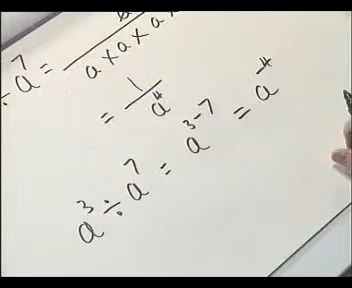 ÷ a⁷ = a / a × a × a ×
= 1/a⁴
a³ ÷ a⁷ = a³⁻⁷ = a⁻⁴